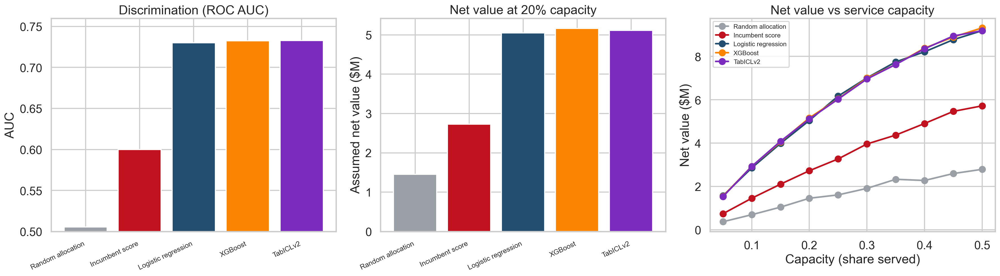 Discrimination (ROC AUC)
AUC
0.75
0.70
0.65
0.60
0.55
0.50
Random allocation
Incumbent score
Logistic regression
XGBoost
TabICLv2
Net value at 20% capacity
Assumed net value ($M)
5
4
3
2
1
0
Random allocation
Incumbent score
Logistic regression
XGBoost
TabICLv2
Net value vs service capacity
Net value ($M)
Random allocation
Incumbent score
Logistic regression
XGBoost
TabICLv2
8
6
4
2
0
0.1 0.2 0.3 0.4 0.5
Capacity (share served)